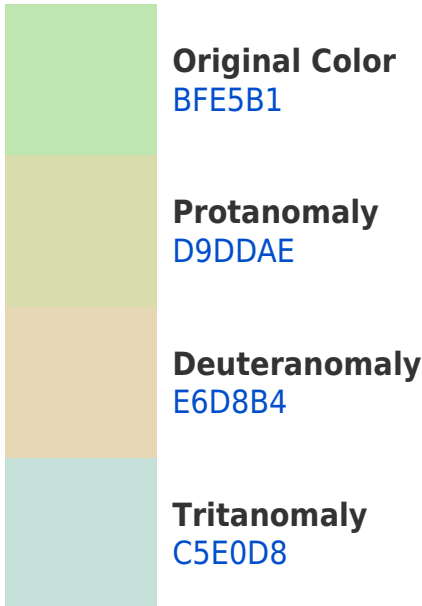 Original Color
BFE5B1
Protanomaly
D9DDAE
Deuteranomaly
E6D8B4
Tritanomaly
C5E0D8